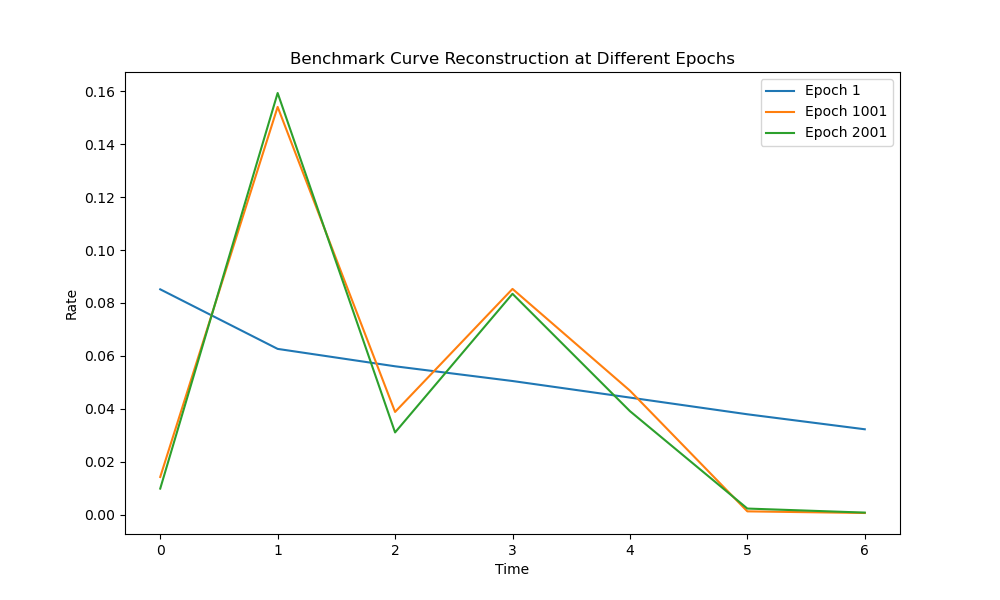 Benchmark Curve Reconstruction at Different Epochs
Epoch 1
Epoch 1001
Epoch 2001
Rate
0.16
0.14
0.12
0.10
0.08
0.06
0.04
0.02
0.00
0 1 2 3 4 5 6
Time